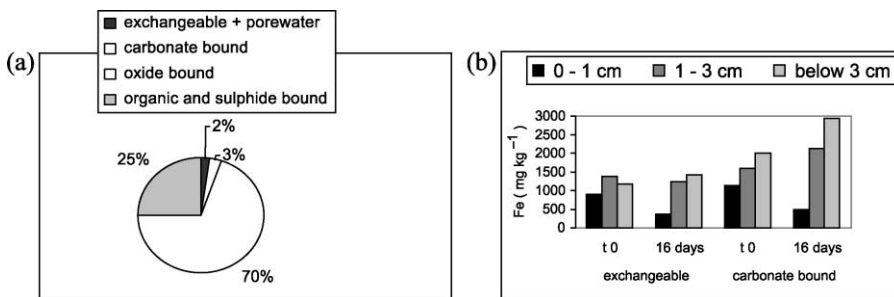 (a)
exchangeable + porewater
carbonate bound
oxide bound
organic and sulphide bound
2%
3%
25%
70%
(b)
0 - 1 cm 1 - 3 cm below 3 cm
Fe ( mg kg⁻¹)
3000
2500
2000
1500
1000
500
0
t 0 16 days t 0 16 days
exchangeable carbonate bound